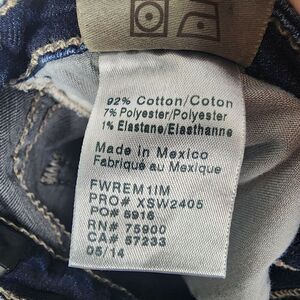 92% Cotton/Coton
7% Polyester/Polyester
1% Elastane/Elasthanne
Made in Mexico
Fabriqué au Mexique
FWREM1IM
PRO# XSW2405
PO# 8916
RN# 75900
CA# 57233
05/14